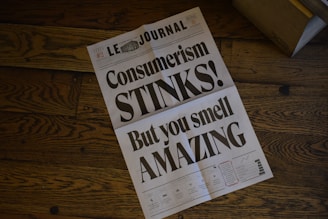 LE JOURNAL
Consumerism
STINKS!
But you smell
AMAZING